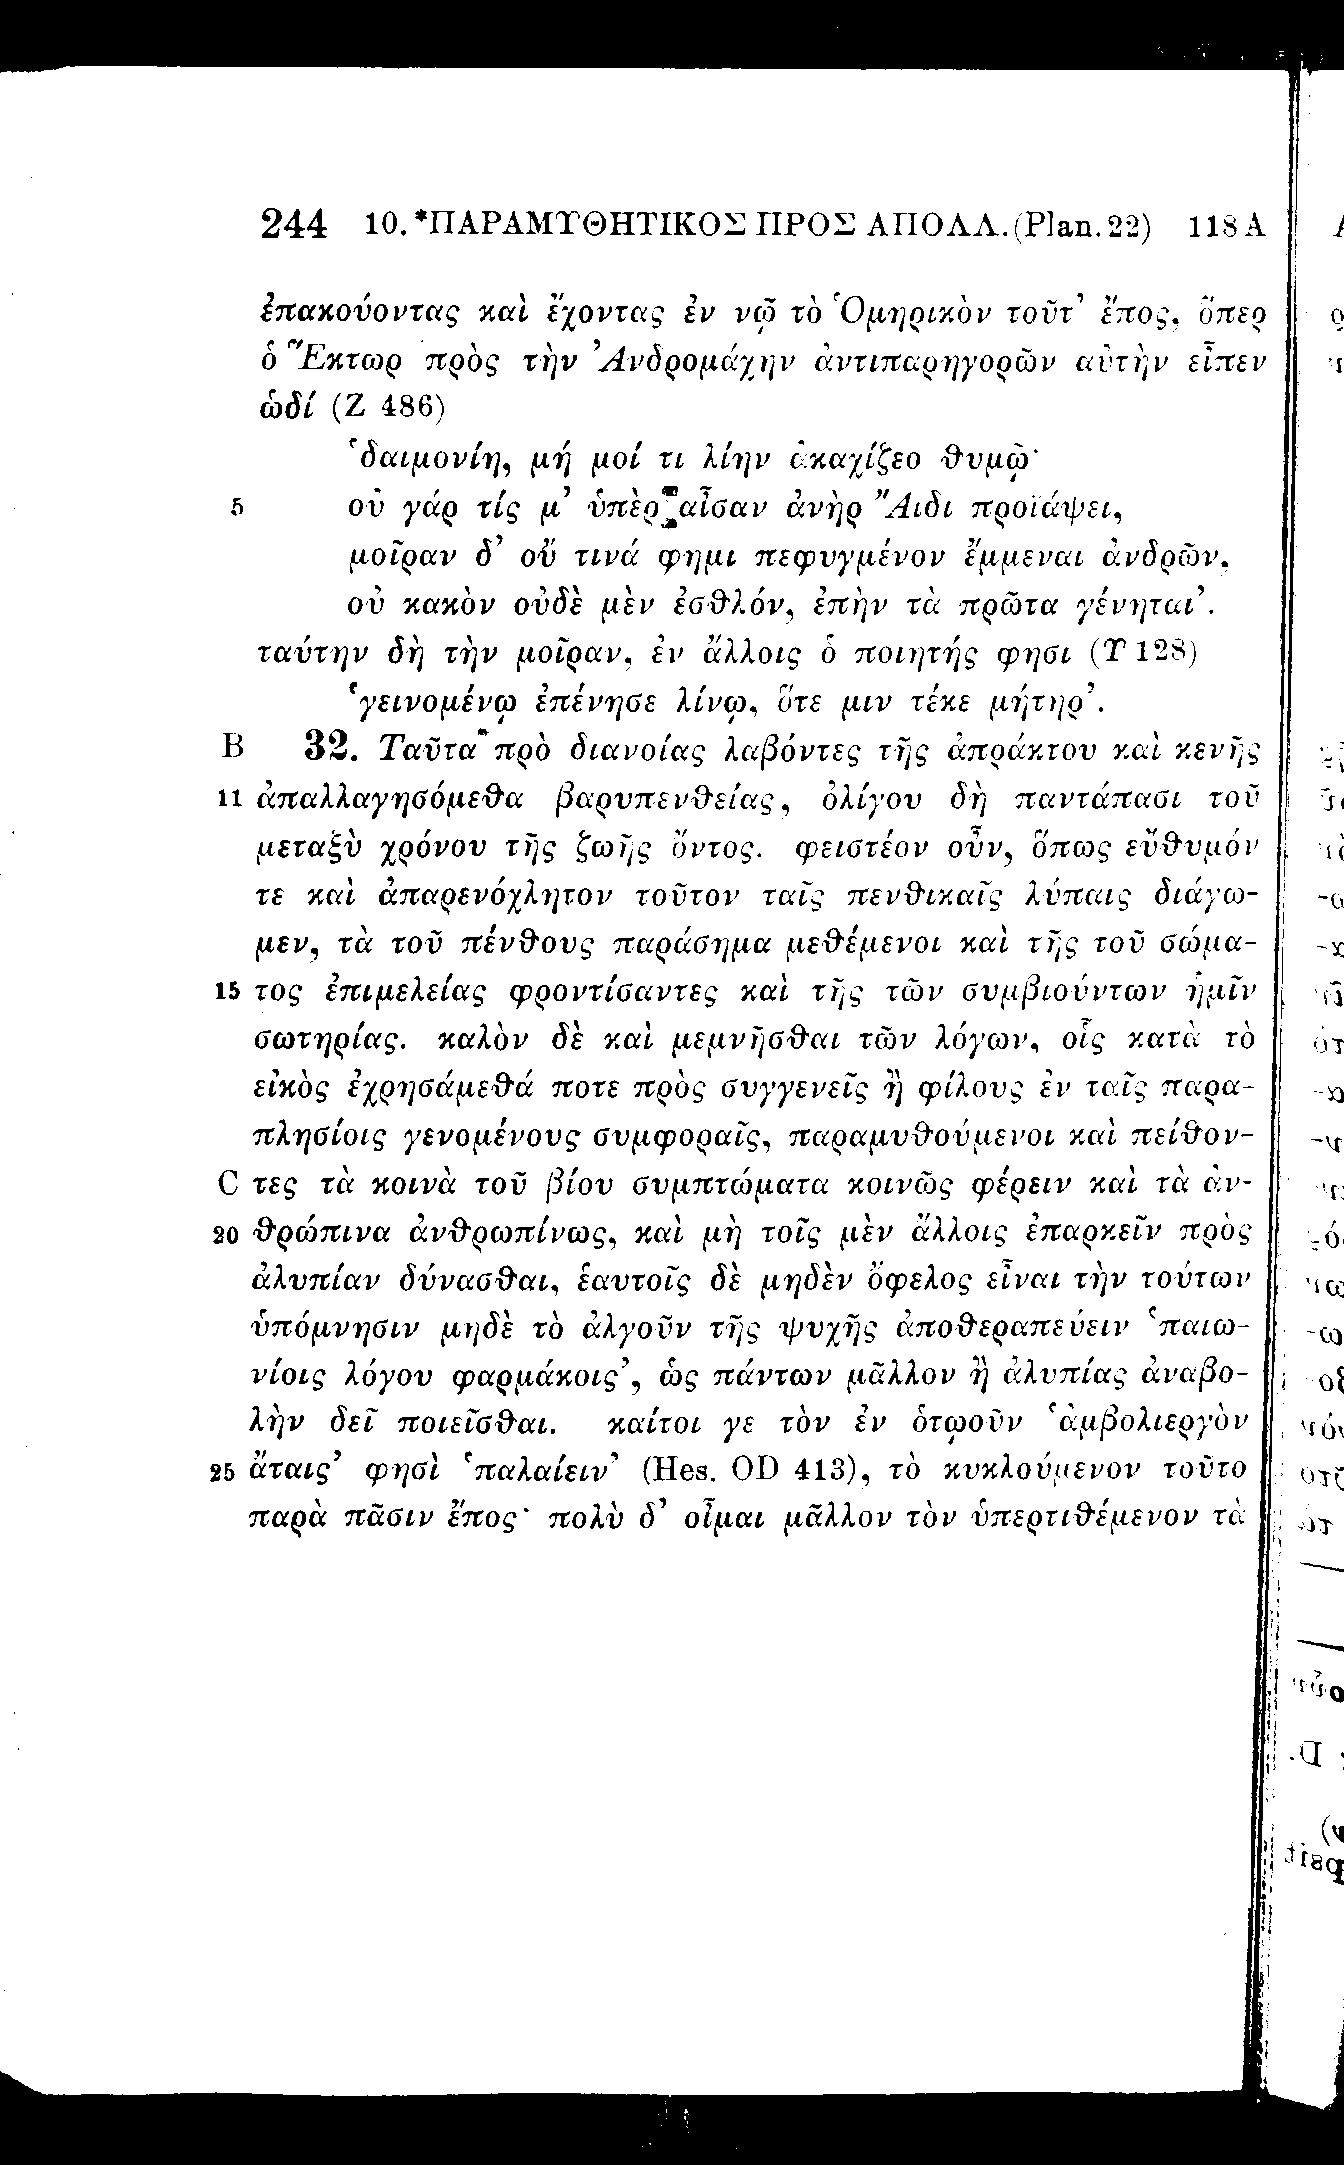 244 10.*ΠΑΡΑΜΥΘΗΤΙΚΟΣ ΠΡΟΣ ΑΠΟΛΛ.(Plan.22) 118 A
ἐπακούοντας καὶ ἔχοντας ἐν νῷ τὸ Ὁμηρικὸν τοῦτ’ ἔπος, ὅπερ
ὁ Ἕκτωρ πρὸς τὴν Ἀνδρομάχην ἀντιπαρηγορῶν αὐτὴν εἶπεν
ὡδί (Ζ 486)
‘δαιμονίη, μή μοί τι λίην ἀκαχίζεο θυμῷ·
5 οὐ γάρ τίς μ’ ὑπὲρ αἶσαν ἀνὴρ Ἄιδι προϊάψει,
μοῖραν δ’ οὔ τινά φημι πεφυγμένον ἔμμεναι ἀνδρῶν,
οὐ κακὸν οὐδὲ μὲν ἐσθλόν, ἐπὴν τὰ πρῶτα γένηται’.
ταύτην δὴ τὴν μοῖραν, ἐν ἄλλοις ὁ ποιητής φησι (Υ 128)
‘γεινομένῳ ἐπένησε λίνῳ, ὅτε μιν τέκε μήτηρ’.
B 32. Ταῦτα πρὸ διανοίας λαβόντες τῆς ἀπράκτου καὶ κενῆς
11 ἀπαλλαγησόμεθα βαρυπενθείας, ὀλίγου δὴ παντάπασι τοῦ
μεταξὺ χρόνου τῆς ζωῆς ὄντος. φειστέον οὖν, ὅπως εὔθυμόν
τε καὶ ἀπαρενόχλητον τοῦτον ταῖς πενθικαῖς λύπαις διάγω-
μεν, τὰ τοῦ πένθους παράσημα μεθέμενοι καὶ τῆς τοῦ σώμα-
15 τος ἐπιμελείας φροντίσαντες καὶ τῆς τῶν συμβιούντων ἡμῖν
σωτηρίας. καλὸν δὲ καὶ μεμνῆσθαι τῶν λόγων, οἷς κατὰ τὸ
εἰκὸς ἐχρησάμεθά ποτε πρὸς συγγενεῖς ἢ φίλους ἐν ταῖς παρα-
πλησίοις γενομένους συμφοραῖς, παραμυθούμενοι καὶ πείθον-
C τες τὰ κοινὰ τοῦ βίου συμπτώματα κοινῶς φέρειν καὶ τὰ ἀν-
20 θρώπινα ἀνθρωπίνως, καὶ μὴ τοῖς μὲν ἄλλοις ἐπαρκεῖν πρὸς
ἀλυπίαν δύνασθαι, ἑαυτοῖς δὲ μηδὲν ὄφελος εἶναι τὴν τούτων
ὑπόμνησιν μηδὲ τὸ ἀλγοῦν τῆς ψυχῆς ἀποθεραπεύειν ‘παιω-
νίοις λόγου φαρμάκοις’, ὡς πάντων μᾶλλον ἢ ἀλυπίας ἀναβο-
λὴν δεῖ ποιεῖσθαι. καίτοι γε τὸν ἐν ὁτῳοῦν ‘ἀμβολιεργὸν
25 ἄταις’ φησὶ ‘παλαίειν’ (Hes. OD 413), τὸ κυκλούμενον τοῦτο
παρὰ πᾶσιν ἔπος· πολὺ δ’ οἶμαι μᾶλλον τὸν ὑπερτιθέμενον τὰ